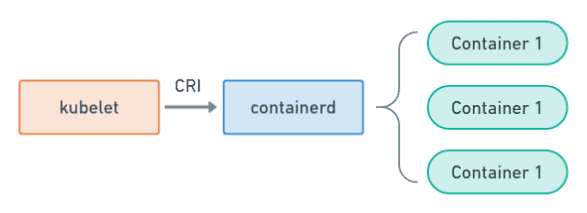 kubelet
CRI
containerd
Container 1
Container 1
Container 1